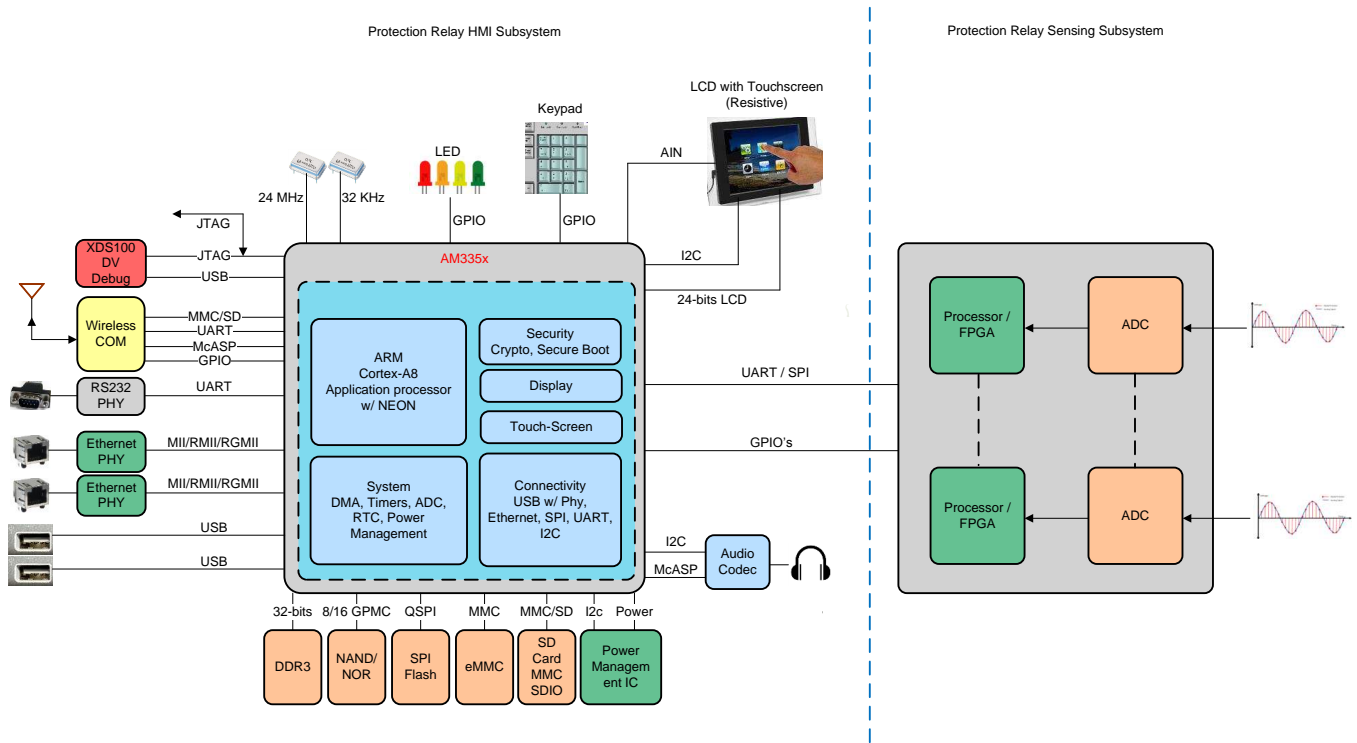 Protection Relay HMI Subsystem
Protection Relay Sensing Subsystem
LCD with Touchscreen
(Resistive)
Keypad
LED
AIN
24 MHz
32 KHz
GPIO
GPIO
JTAG
XDS100
DV
Debug
JTAG
USB
AM335x
I2C
24-bits LCD
Wireless
COM
MMC/SD
UART
McASP
GPIO
RS232
PHY
UART
Ethernet
PHY
MII/RMII/RGMII
Ethernet
PHY
MII/RMII/RGMII
USB
USB
ARM
Cortex-A8
Application processor
w/ NEON
Security
Crypto, Secure Boot
Display
Touch-Screen
System
DMA, Timers, ADC,
RTC, Power
Management
Connectivity
USB w/ Phy,
Ethernet, SPI, UART,
I2C
UART / SPI
GPIO's
I2C
McASP
Audio
Codec
Processor /
FPGA
ADC
Processor /
FPGA
ADC
32-bits
8/16 GPMC
QSPI
MMC
MMC/SD
I2c
Power
DDR3
NAND/
NOR
SPI
Flash
eMMC
SD
Card
MMC
SDIO
Power
Managem
ent IC